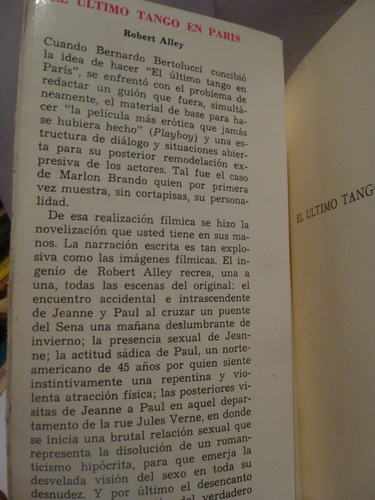 EL ULTIMO TANGO EN PARIS
Robert Alley
Cuando Bernardo Bertolucci concibió
la idea de hacer "El último tango en
París", se enfrentó con el problema de
redactar un guión que fuera, simultá-
neamente, el material de base para ha-
cer "la película más erótica que jamás
se hubiera hecho" (Playboy) y una es-
tructura de diálogo y situaciones abier-
ta para su posterior remodelación ex-
presiva de los actores. Tal fue el caso
de Marlon Brando quien por primera
vez muestra, sin cortapisas, su persona-
lidad.
De esa realización fílmica se hizo la
novelización que usted tiene en sus ma-
nos. La narración escrita es tan explo-
siva como las imágenes fílmicas. El in-
genio de Robert Alley recrea, una a
una, todas las escenas del original: el
encuentro accidental e intrascendente
de Jeanne y Paul al cruzar un puente
del Sena una mañana deslumbrante de
invierno; la presencia sexual de Jean-
ne; la actitud sádica de Paul, un norte-
americano de 45 años por quien siente
instintivamente una repentina y vio-
lenta atracción física; las posteriores vi-
sitas de Jeanne a Paul en aquel depar-
tamento de la rue Jules Verne, en donde
se inicia una brutal relación sexual que
representa la disolución de un roman-
ticismo hipócrita, para que emerja la
desvelada visión del sexo en toda su
desnudez. Y por último el desencanto
del verdadero
EL ULTIMO TANGO